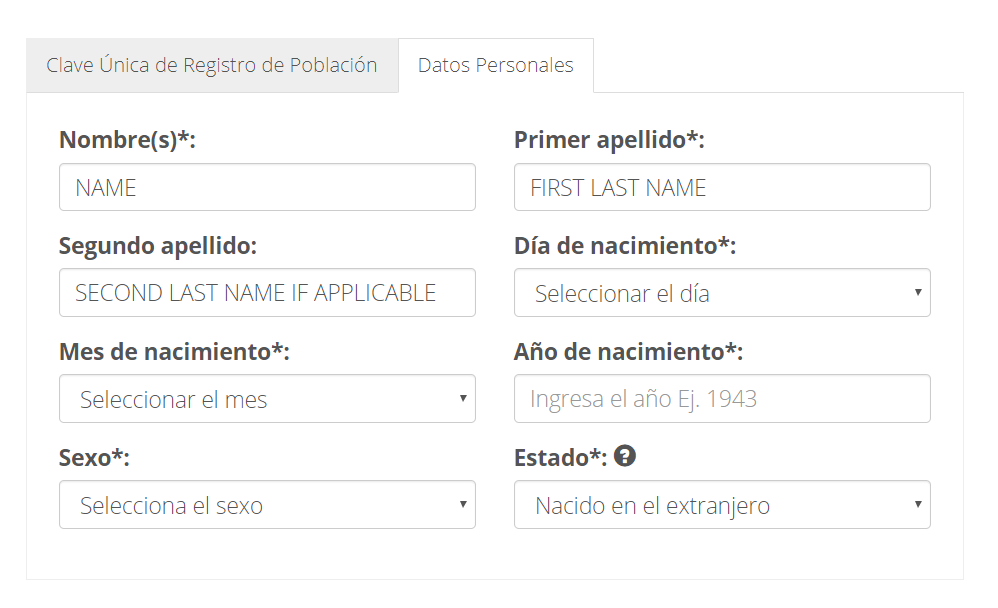 Clave Única de Registro de Población
Datos Personales
Nombre(s)*:
Primer apellido*:
NAME
FIRST LAST NAME
Segundo apellido:
Día de nacimiento*:
SECOND LAST NAME IF APPLICABLE
Seleccionar el día
Mes de nacimiento*:
Año de nacimiento*:
Seleccionar el mes
Ingresa el año Ej. 1943
Sexo*:
Estado*: ?
Selecciona el sexo
Nacido en el extranjero